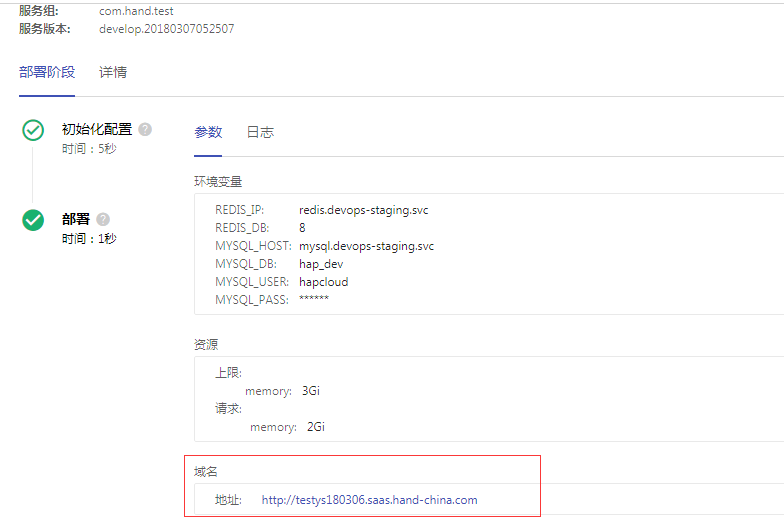 服务组: com.hand.test
服务版本: develop.20180307052507
部署阶段 详情
初始化配置 ?
时间：5秒
部署 ?
时间：1秒
参数 日志
环境变量
REDIS_IP: redis.devops-staging.svc
REDIS_DB: 8
MYSQL_HOST: mysql.devops-staging.svc
MYSQL_DB: hap_dev
MYSQL_USER: hapcloud
MYSQL_PASS: ******
资源
上限:
memory: 3Gi
请求:
memory: 2Gi
域名
地址: http://testys180306.saas.hand-china.com